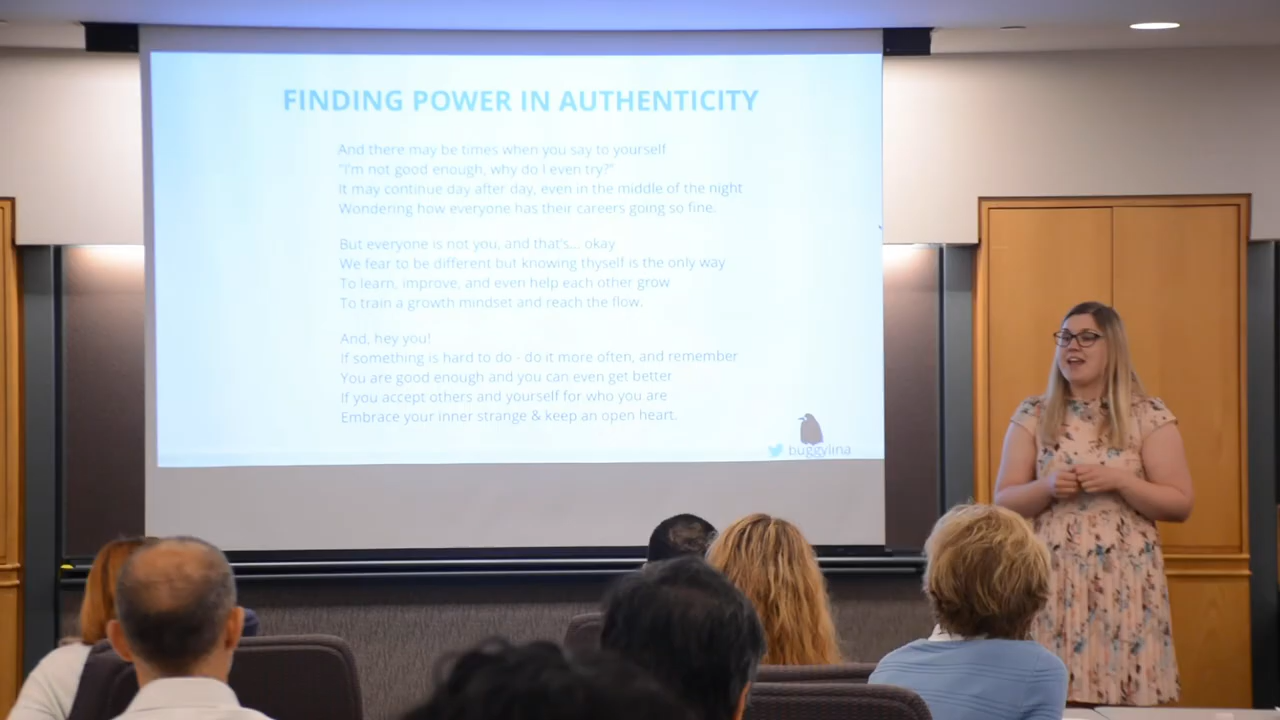 FINDING POWER IN AUTHENTICITY
And there may be times when you say to yourself
"I'm not good enough, why do I even try?"
It may continue day after day, even in the middle of the night
Wondering how everyone has their careers going so fine.
But everyone is not you, and that's... okay
We fear to be different but knowing thyself is the only way
To learn, improve, and even help each other grow
To train a growth mindset and reach the flow.
And, hey you!
If something is hard to do - do it more often, and remember
You are good enough and you can even get better
If you accept others and yourself for who you are
Embrace your inner strange & keep an open heart.
buggylina